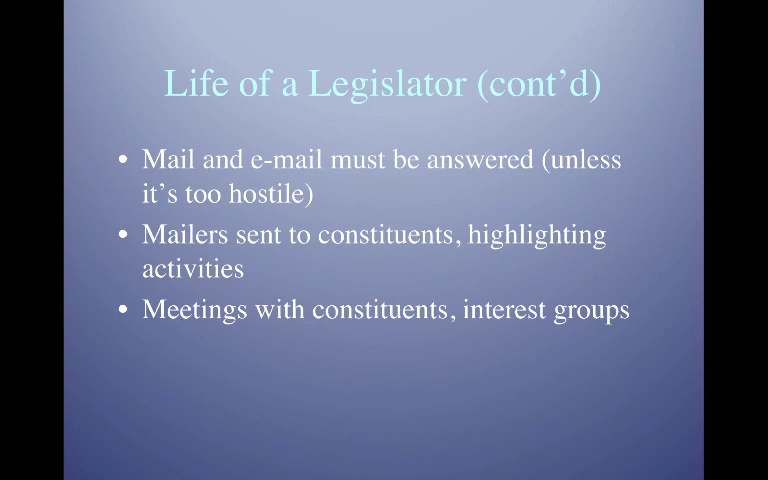 Life of a Legislator (cont’d)
• Mail and e-mail must be answered (unless
it’s too hostile)
• Mailers sent to constituents, highlighting
activities
• Meetings with constituents, interest groups